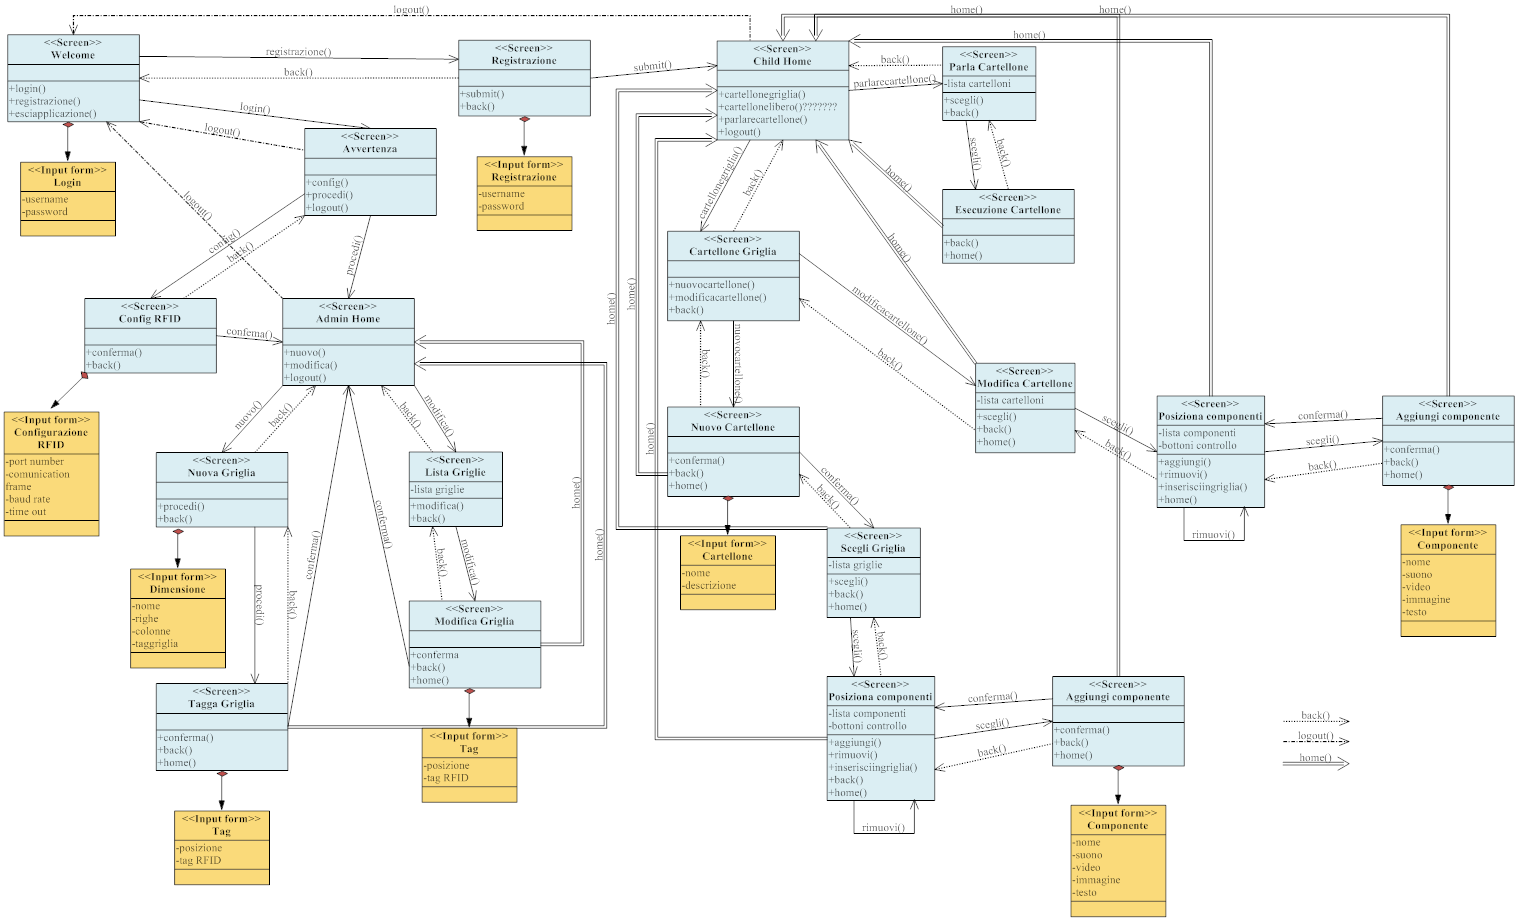 logout()
home()
home()
<<Screen>>
Welcome
+login()
+registrazione()
+esciapplicazione()
registrazione()
back()
<<Screen>>
Registrazione
+submit()
+back()
submit()
<<Screen>>
Child Home
+cartellonegriglia()
+cartellonelibero()???????
+parlarecartellone()
+logout()
home()
back()
parlarecartellone()
<<Screen>>
Parla Cartellone
-lista cartelloni
+scegli()
+back()
login()
logout()
<<Screen>>
Avvertenza
+config()
+procedi()
+logout()
<<Input form>>
Login
-username
-password
<<Input form>>
Registrazione
-username
-password
scegli()
back()
<<Screen>>
Esecuzione Cartellone
+back()
+home()
home()
cartellonegriglia()
back()
logout()
config()
back()
procedi()
<<Screen>>
Cartellone Griglia
+nuovocartellone()
+modificacartellone()
+back()
home()
home()
home()
home()
modificacartellone()
back()
nuovocartellone()
back()
<<Screen>>
Config RFID
+conferma()
+back()
confema()
<<Screen>>
Admin Home
+nuovo()
+modifica()
+logout()
<<Screen>>
Modifica Cartellone
-lista cartelloni
+scegli()
+back()
+home()
scegli()
back()
<<Screen>>
Posiziona componenti
-lista componenti
-bottoni controllo
+aggiungi()
+rimuovi()
+inserisciingriglia()
+home()
rimuovi()
conferma()
scegli()
back()
<<Screen>>
Aggiungi componente
+conferma()
+back()
+home()
<<Input form>>
Componente
-nome
-suono
-video
-immagine
-testo
<<Input form>>
Configurazione
RFID
-port number
-comunication
frame
-baud rate
-time out
nuovo()
back()
back()
modifica()
<<Screen>>
Nuova Griglia
+procedi()
+back()
<<Screen>>
Lista Griglie
-lista griglie
+modifica()
+back()
<<Screen>>
Nuovo Cartellone
+conferma()
+back()
+home()
conferma()
back()
<<Input form>>
Cartellone
-nome
-descrizione
<<Screen>>
Scegli Griglia
-lista griglie
+scegli()
+back()
+home()
home()
home()
conferma()
conferma()
back()
modifica()
<<Input form>>
Dimensione
-nome
-righe
-colonne
-taggriglia
procedi()
back()
<<Screen>>
Modifica Griglia
+conferma
+back()
+home()
scegli()
back()
<<Screen>>
Tagga Griglia
+conferma()
+back()
+home()
<<Input form>>
Tag
-posizione
-tag RFID
<<Input form>>
Tag
-posizione
-tag RFID
<<Screen>>
Posiziona componenti
-lista componenti
-bottoni controllo
+aggiungi()
+rimuovi()
+inserisciingriglia()
+back()
+home()
rimuovi()
conferma()
scegli()
back()
<<Screen>>
Aggiungi componente
+conferma()
+back()
+home()
<<Input form>>
Componente
-nome
-suono
-video
-immagine
-testo
back()
logout()
home()